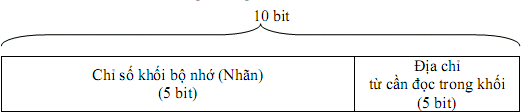 10 bit
Chỉ số khối bộ nhớ (Nhãn)
(5 bit)
Địa chỉ
từ cần đọc trong khối
(5 bit)